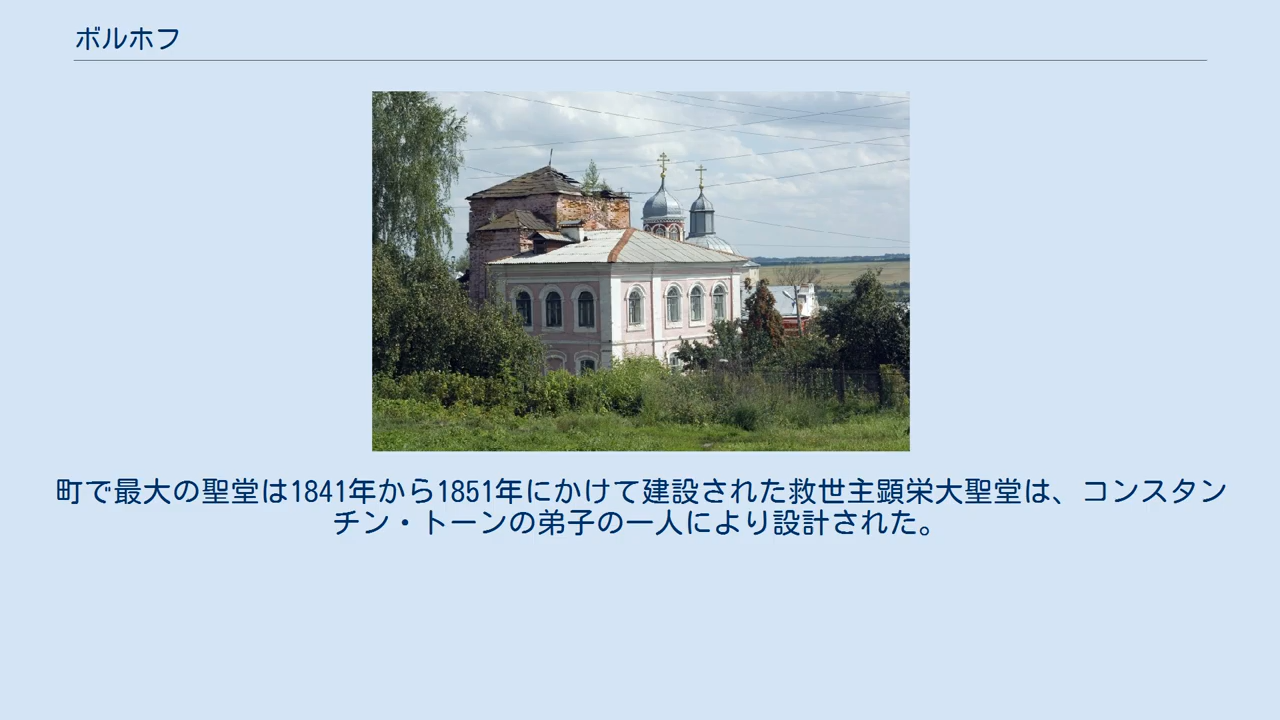 ボルホフ
町で最大の聖堂は1841年から1851年にかけて建設された救世主顕栄大聖堂は、コンスタン
チン・トーンの弟子の一人により設計された。